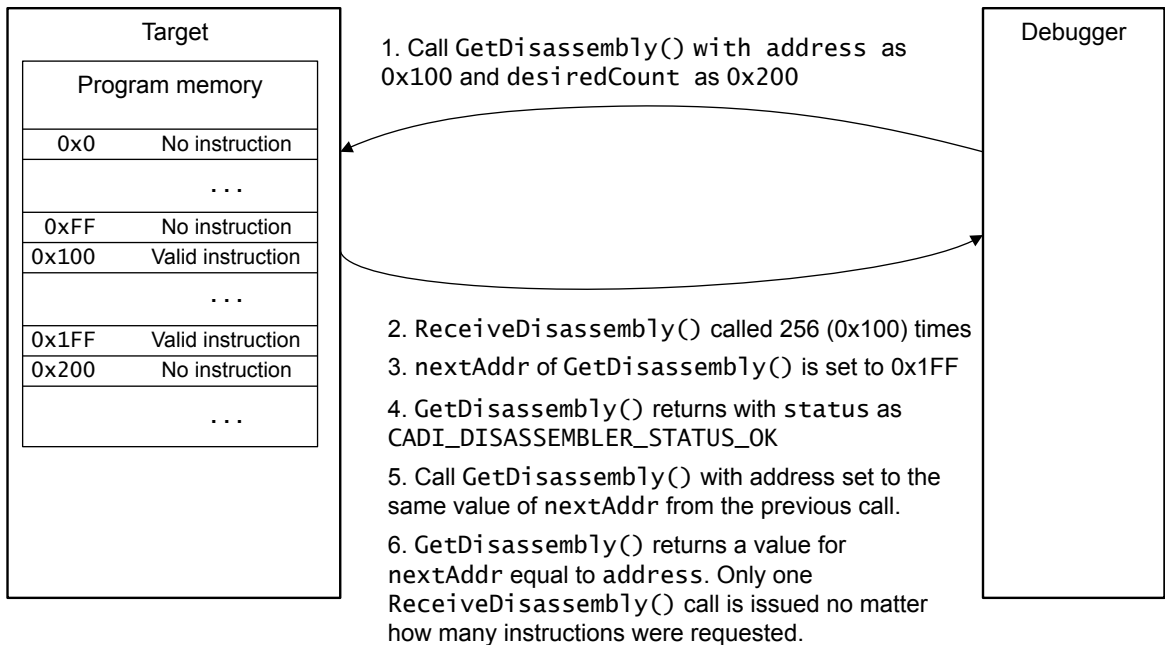 Target
Program memory
0x0 No instruction
...
0xFF No instruction
0x100 Valid instruction
...
0x1FF Valid instruction
0x200 No instruction
...
1. Call GetDisassembly() with address as
0x100 and desiredCount as 0x200
2. ReceiveDisassembly() called 256 (0x100) times
3. nextAddr of GetDisassembly() is set to 0x1FF
4. GetDisassembly() returns with status as
CADI_DISASSEMBLER_STATUS_OK
5. Call GetDisassembly() with address set to the
same value of nextAddr from the previous call.
6. GetDisassembly() returns a value for
nextAddr equal to address. Only one
ReceiveDisassembly() call is issued no matter
how many instructions were requested.
Debugger